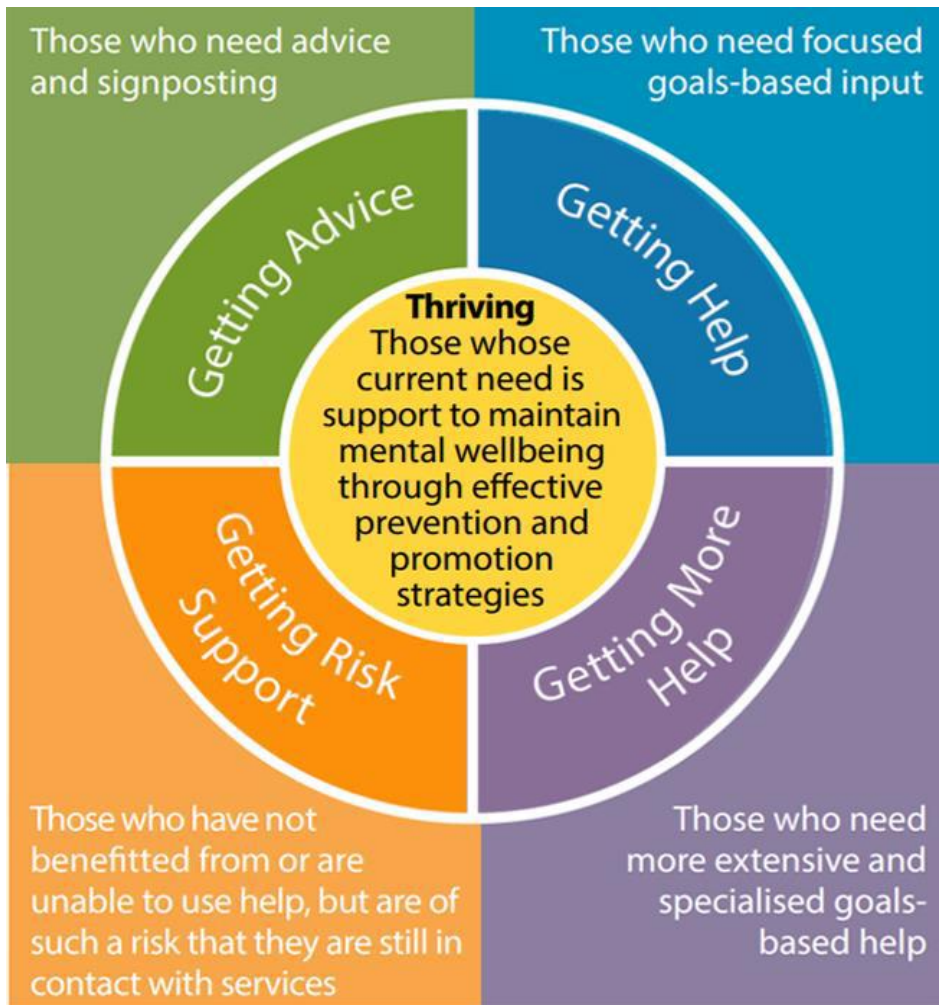 Those who need advice
and signposting
Those who need focused
goals-based input
Getting Advice
Getting Help
Thriving
Those whose
current need is
support to maintain
mental wellbeing
through effective
prevention and
promotion
strategies
Getting Risk
Support
Getting More
Help
Those who have not
benefitted from or are
unable to use help, but are of
such a risk that they are still in
contact with services
Those who need
more extensive and
specialised goals-
based help